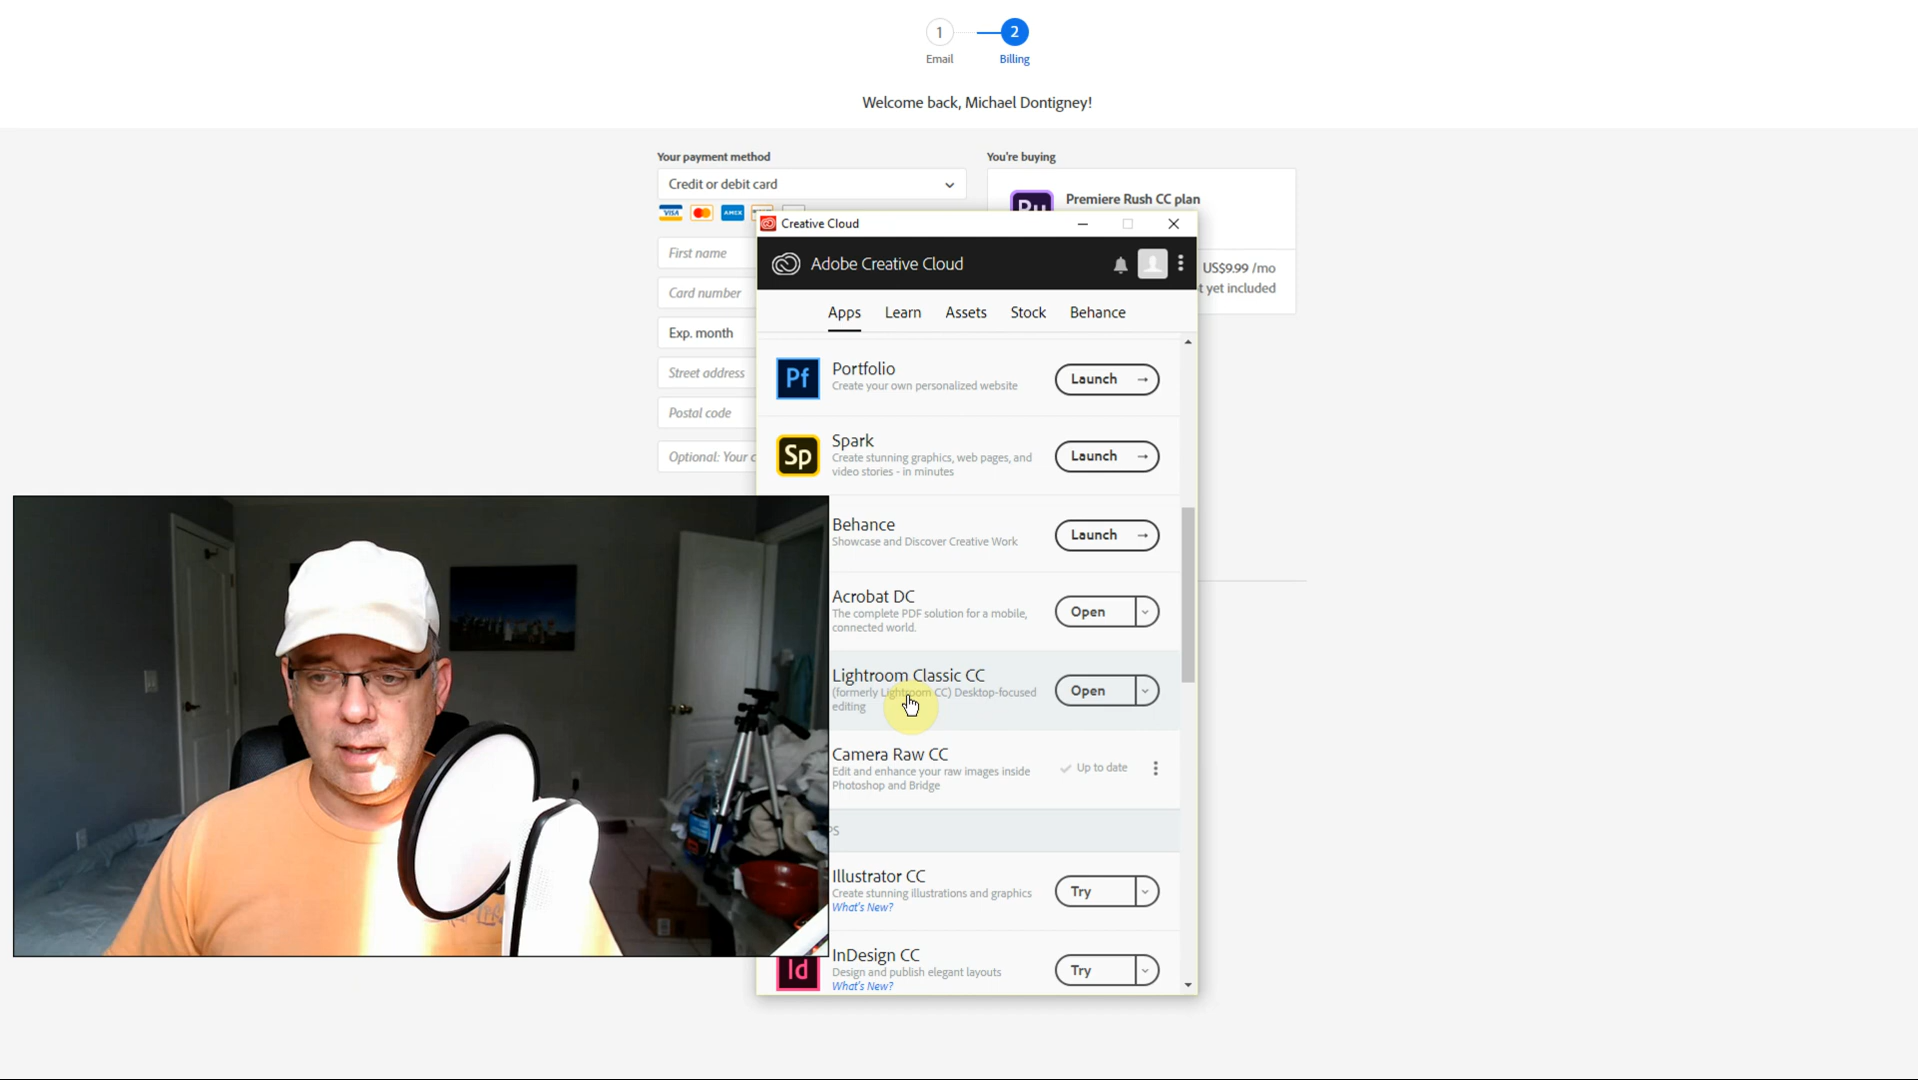 1
2
Email
Billing
Welcome back, Michael Dontigney!
Your payment method
You're buying
Credit or debit card
Premiere Rush CC plan
VISA
AMEX
Creative Cloud
First name
Adobe Creative Cloud
US$9.99 /mo
Card number
t yet included
Apps Learn Assets Stock Behance
Exp. month
Street address
Postal code
Optional: Your c
Pf
Portfolio
Create your own personalized website
Launch →
Sp
Spark
Create stunning graphics, web pages, and
video stories - in minutes
Launch →
Behance
Showcase and Discover Creative Work
Launch →
Acrobat DC
The complete PDF solution for a mobile,
connected world.
Open
Lightroom Classic CC
(formerly Lightroom CC) Desktop-focused
editing
Open
Camera Raw CC
Edit and enhance your raw images inside
Photoshop and Bridge
Up to date
PS
Illustrator CC
Create stunning illustrations and graphics
What's New?
Try
Id
InDesign CC
Design and publish elegant layouts
What's New?
Try